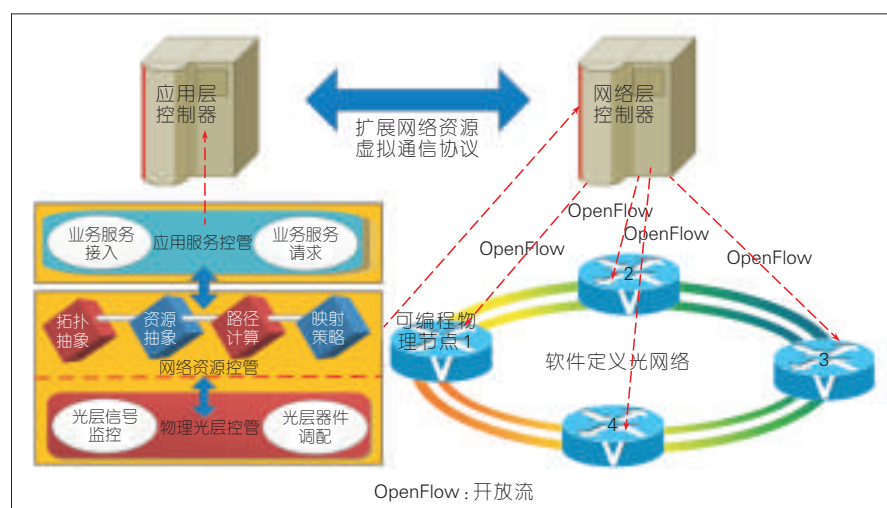 应用层
控制器
网络层
控制器
扩展网络资源
虚拟通信协议
业务服务
接入
应用服务控管
业务服务
请求
OpenFlow
OpenFlow
OpenFlow
OpenFlow
拓扑
抽象
资源
抽象
路径
计算
映射
策略
网络资源控管
可编程物
理节点1
2
3
4
软件定义光网络
光层信号
监控
物理光层控管
光层器件
调配
OpenFlow:开放流